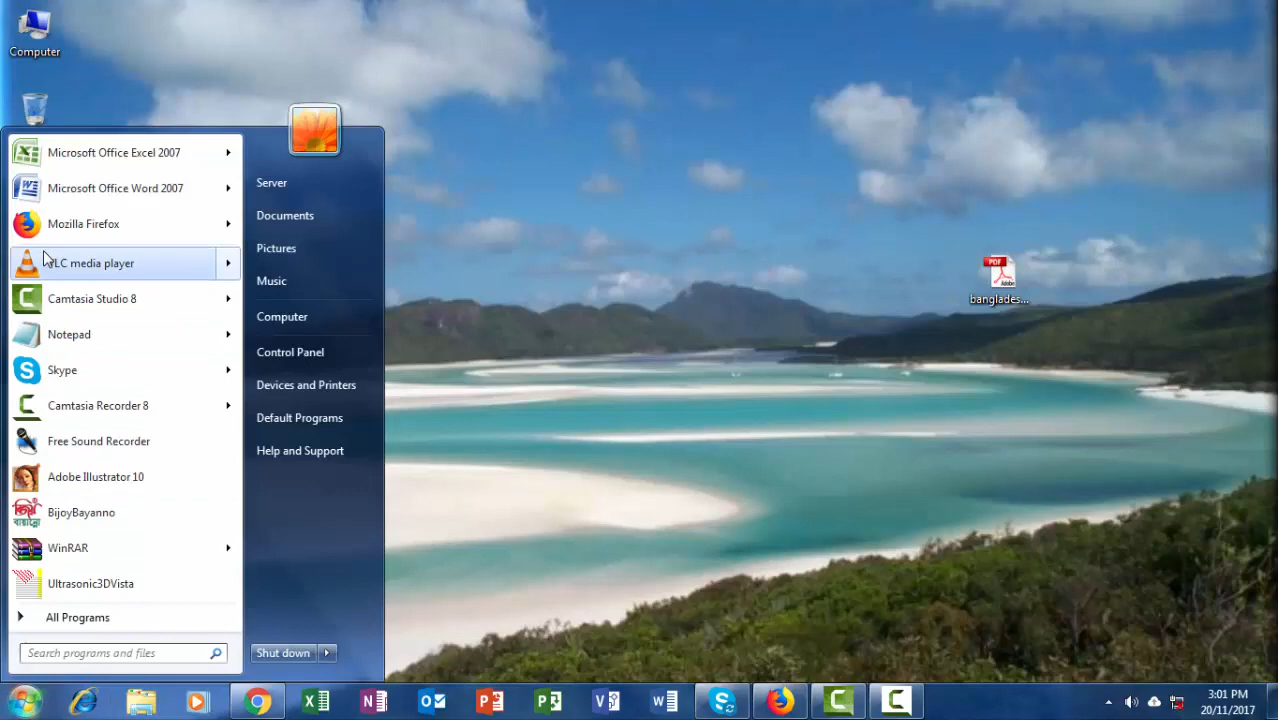 Computer
Microsoft Office Excel 2007
Microsoft Office Word 2007
Mozilla Firefox
VLC media player
Camtasia Studio 8
Notepad
Skype
Camtasia Recorder 8
Free Sound Recorder
Adobe Illustrator 10
BijoyBayanno
WinRAR
Ultrasonic3DVista
All Programs
Search programs and files
Server
Documents
Pictures
Music
Computer
Control Panel
Devices and Printers
Default Programs
Help and Support
Shut down
PDF
Adobe
banglades...
3:01 PM
20/11/2017